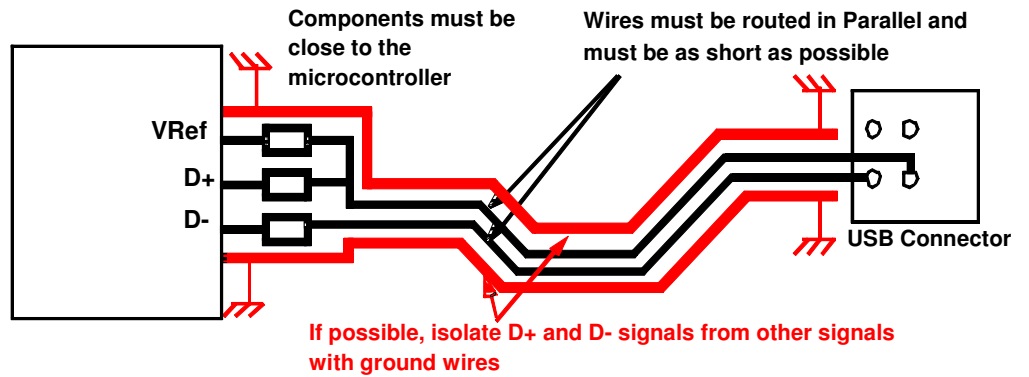 Components must be
close to the
microcontroller
Wires must be routed in Parallel and
must be as short as possible
VRef
D+
D-
USB Connector
If possible, isolate D+ and D- signals from other signals
with ground wires